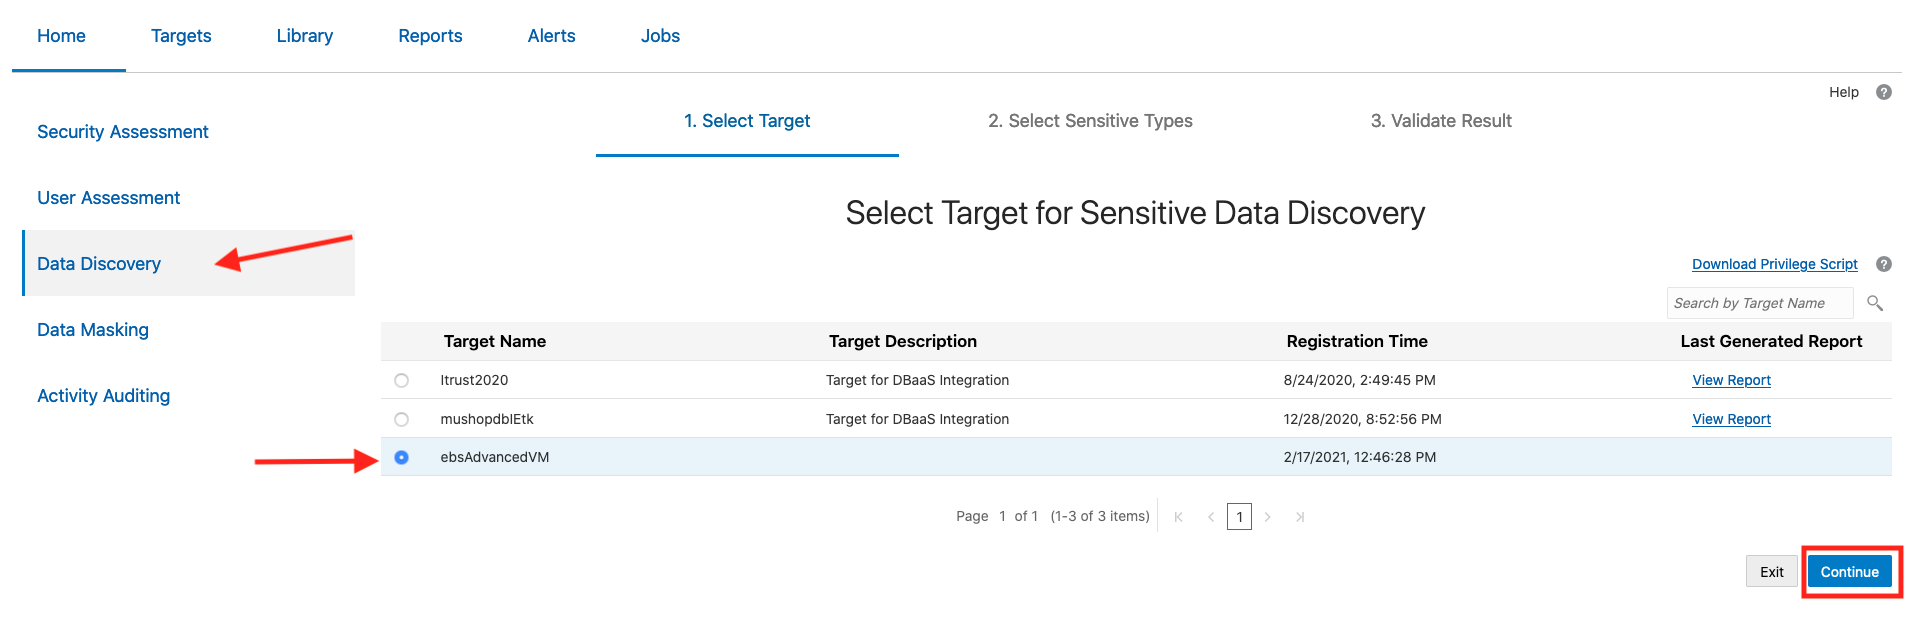 Home Targets Library Reports Alerts Jobs
Help ?
Security Assessment
User Assessment
Data Discovery
Data Masking
Activity Auditing
1. Select Target 2. Select Sensitive Types 3. Validate Result
Select Target for Sensitive Data Discovery
Download Privilege Script ?
Search by Target Name
Target Name Target Description Registration Time Last Generated Report
Itrust2020 Target for DBaaS Integration 8/24/2020, 2:49:45 PM View Report
mushopdbIEtk Target for DBaaS Integration 12/28/2020, 8:52:56 PM View Report
ebsAdvancedVM 2/17/2021, 12:46:28 PM
Page 1 of 1 (1-3 of 3 items) 1
Exit Continue